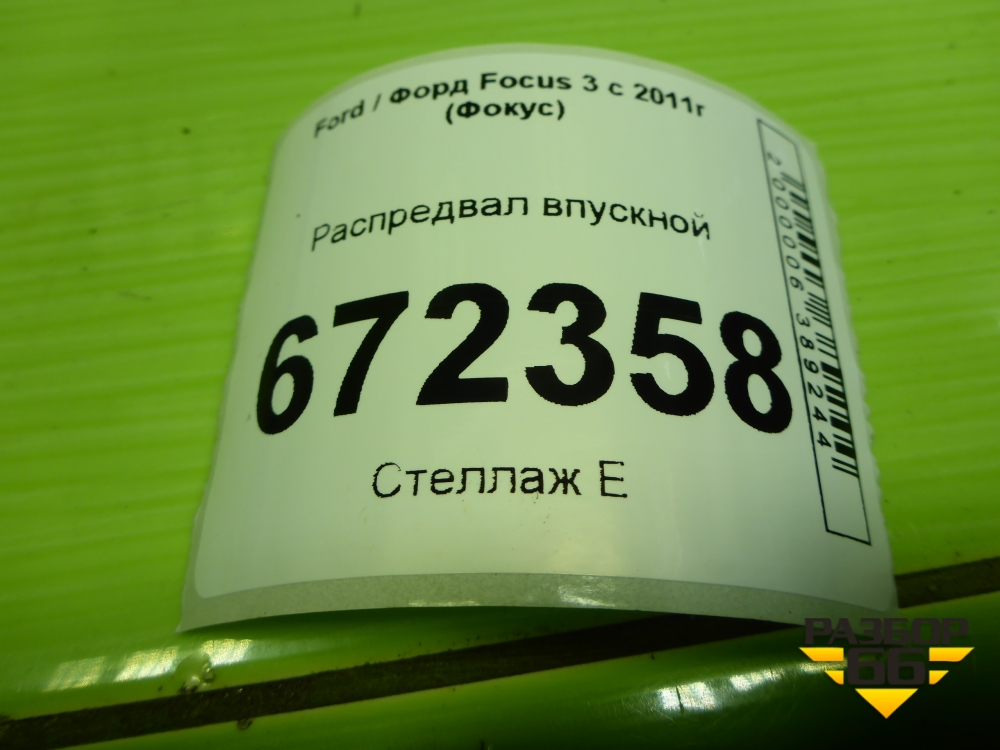 Ford / Форд Focus 3 с 2011г
(Фокус)
Распредвал впускной
672358
Стеллаж Е
2000006389244
РАЗБОР
66